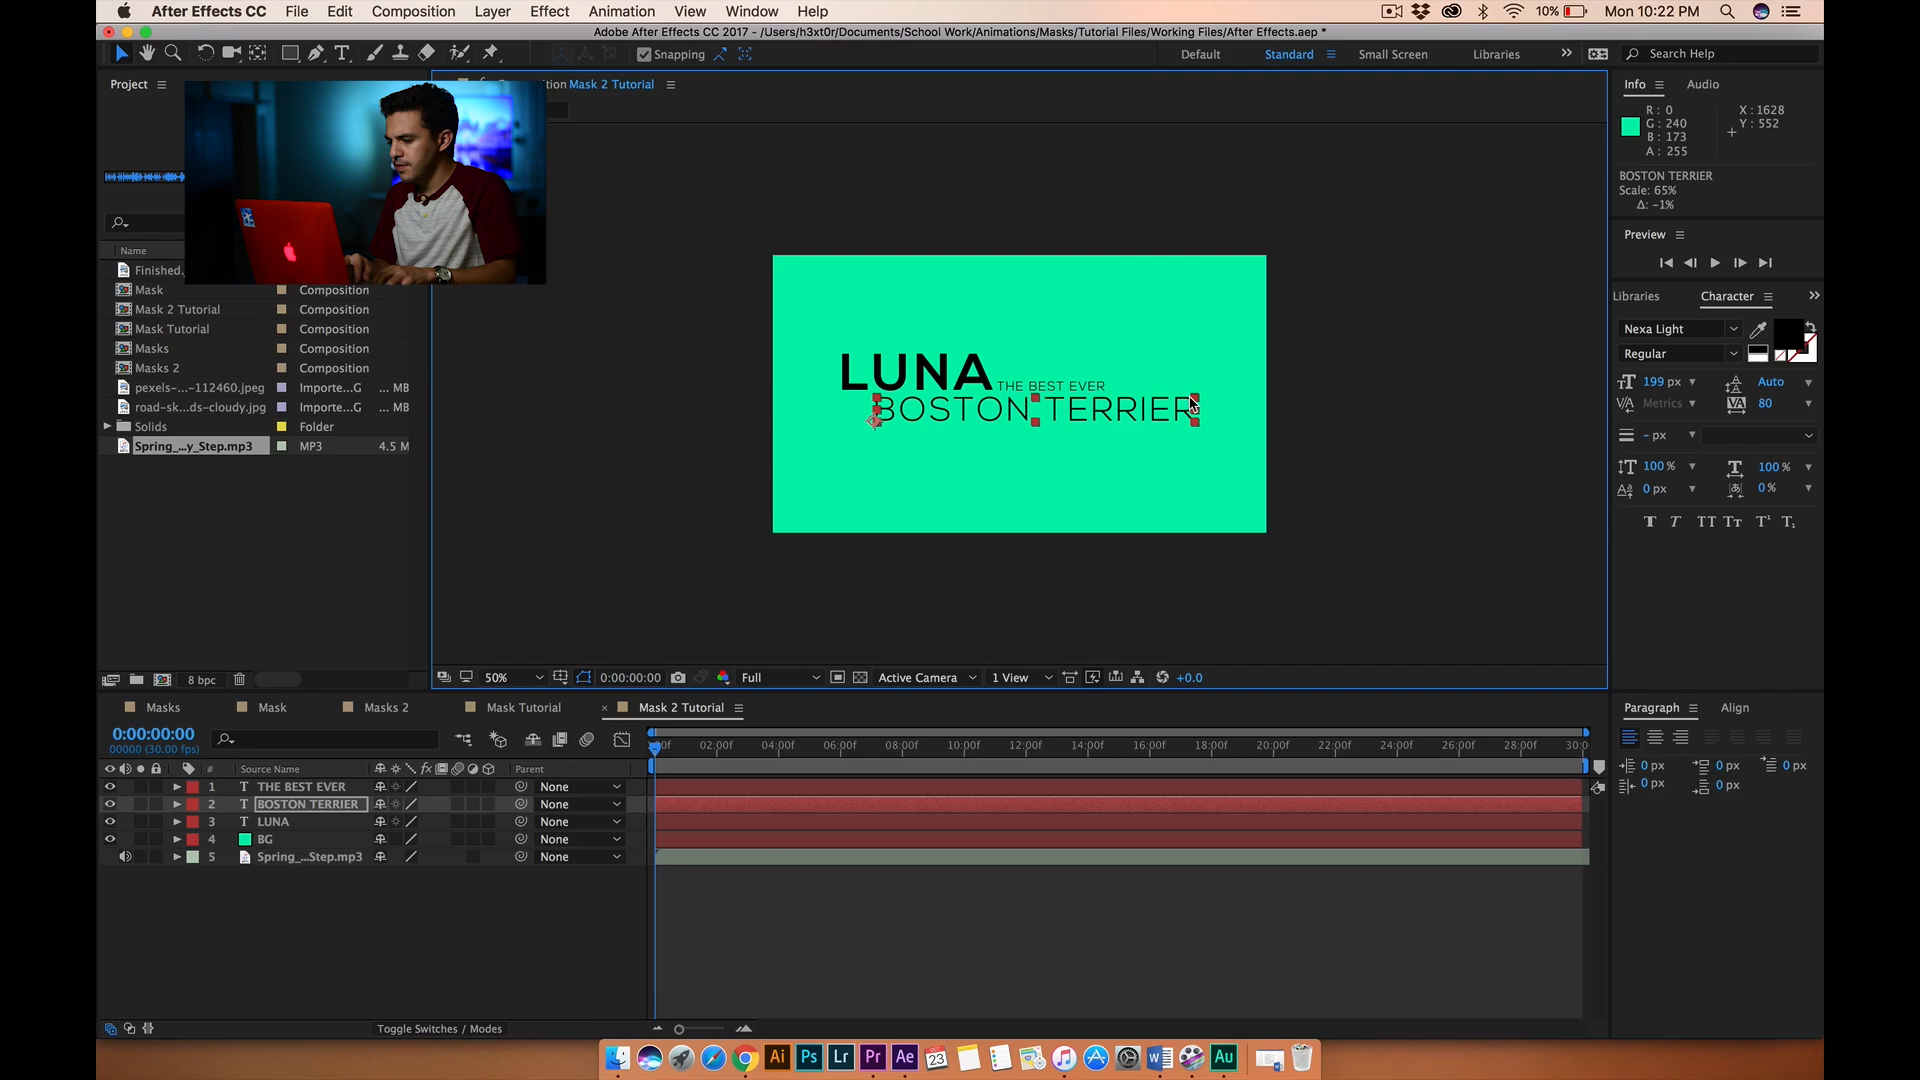 After Effects CC File Edit Composition Layer Effect Animation View Window Help 10% Mon 10:22 PM
Adobe After Effects CC 2017 - /Users/h3xt0r/Documents/School Work/Animations/Masks/Tutorial Files/Working Files/After Effects.aep *
Snapping Default Standard Small Screen Libraries Search Help
Project
tion Mask 2 Tutorial
Info Audio
R : 0
G : 240
B : 173
A : 255
X : 1628
Y : 552
BOSTON TERRIER
Scale: 65%
Δ: -1%
Preview
Libraries Character
Nexa Light
Regular
199 px Auto
Metrics 80
- px
100 % 100 %
0 px 0 %
T T TT Tt T¹ T₁
Name
Finished.
Mask Composition
Mask 2 Tutorial Composition
Mask Tutorial Composition
Masks Composition
Masks 2 Composition
pexels-...-112460.jpeg Importe...G ... MB
road-sk...ds-cloudy.jpg Importe...G ... MB
Solids Folder
Spring_...y_Step.mp3 MP3 4.5 M
LUNA THE BEST EVER
BOSTON TERRIER
8 bpc
50% 0:00:00:00 Full Active Camera 1 View +0.0
Masks Mask Masks 2 Mask Tutorial × Mask 2 Tutorial
0:00:00:00
00000 (30.00 fps)
02:00f 04:00f 06:00f 08:00f 10:00f 12:00f 14:00f 16:00f 18:00f 20:00f 22:00f 24:00f 26:00f 28:00f 30:0
# Source Name fx Parent
1 T THE BEST EVER None
2 T BOSTON TERRIER None
3 T LUNA None
4 BG None
5 Spring_...Step.mp3 None
Toggle Switches / Modes
Paragraph Align
0 px 0 px 0 px
0 px 0 px
Ai Ps Lr Pr Ae OCT 23 W Au